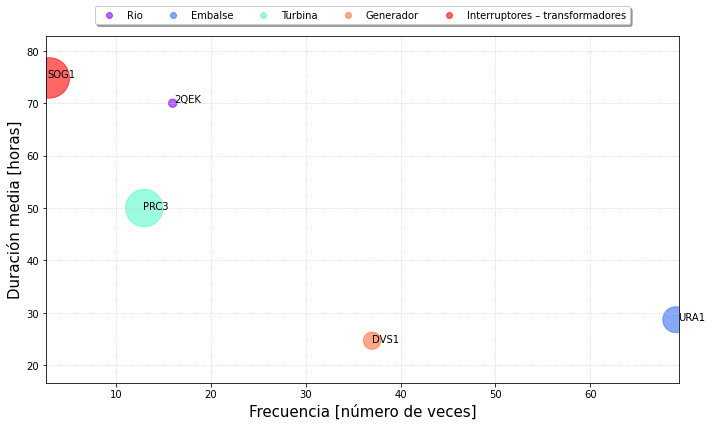 Rio Embalse Turbina Generador Interruptores – transformadores
80
SOG1
2QEK
70
60
PRC3
50
40
30
URA1
DVS1
20
Duración media [horas]
10 20 30 40 50 60
Frecuencia [número de veces]